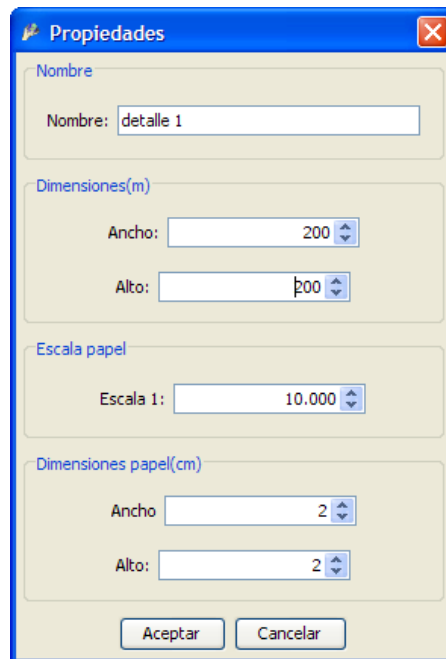 Propiedades
Nombre
Nombre: detalle 1
Dimensiones(m)
Ancho: 200
Alto: 200
Escala papel
Escala 1: 10.000
Dimensiones papel(cm)
Ancho 2
Alto: 2
Aceptar Cancelar